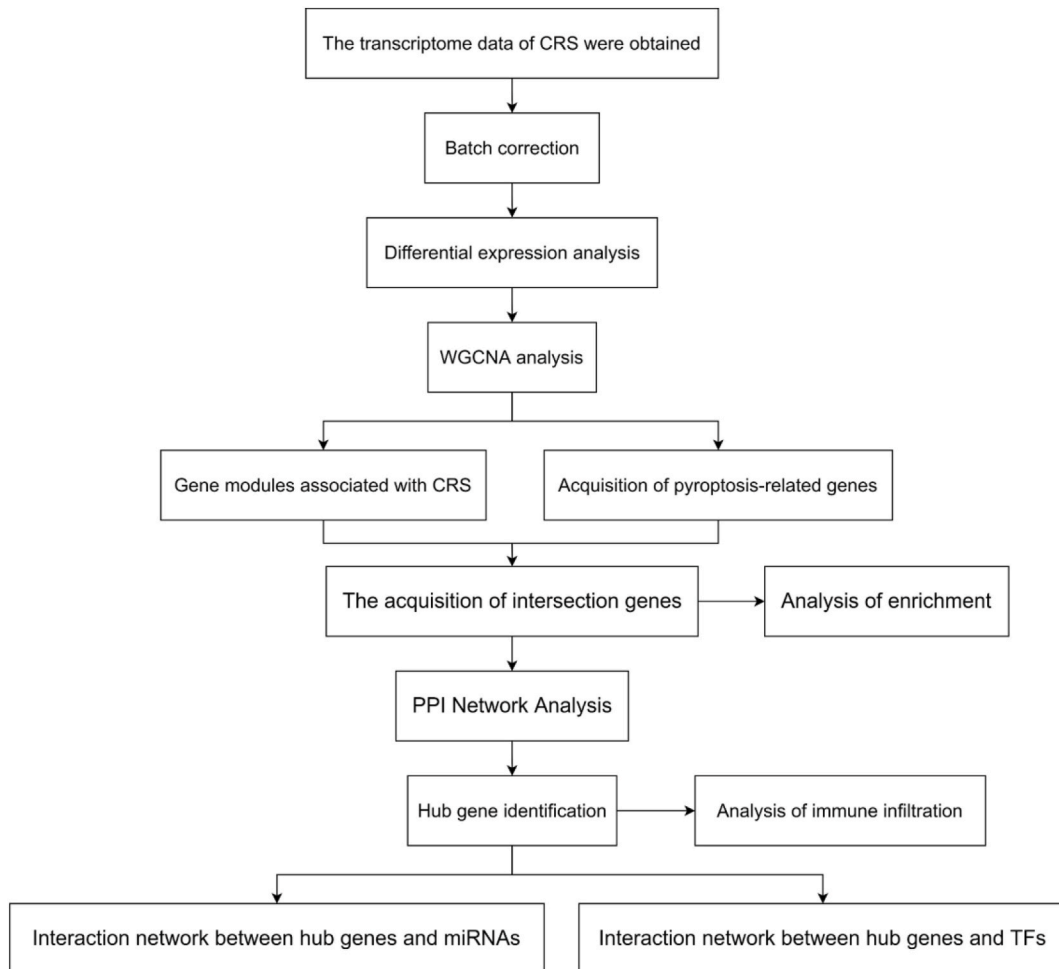 The transcriptome data of CRS were obtained
Batch correction
Differential expression analysis
WGCNA analysis
Gene modules associated with CRS
Acquisition of pyroptosis-related genes
The acquisition of intersection genes
Analysis of enrichment
PPI Network Analysis
Hub gene identification
Analysis of immune infiltration
Interaction network between hub genes and miRNAs
Interaction network between hub genes and TFs